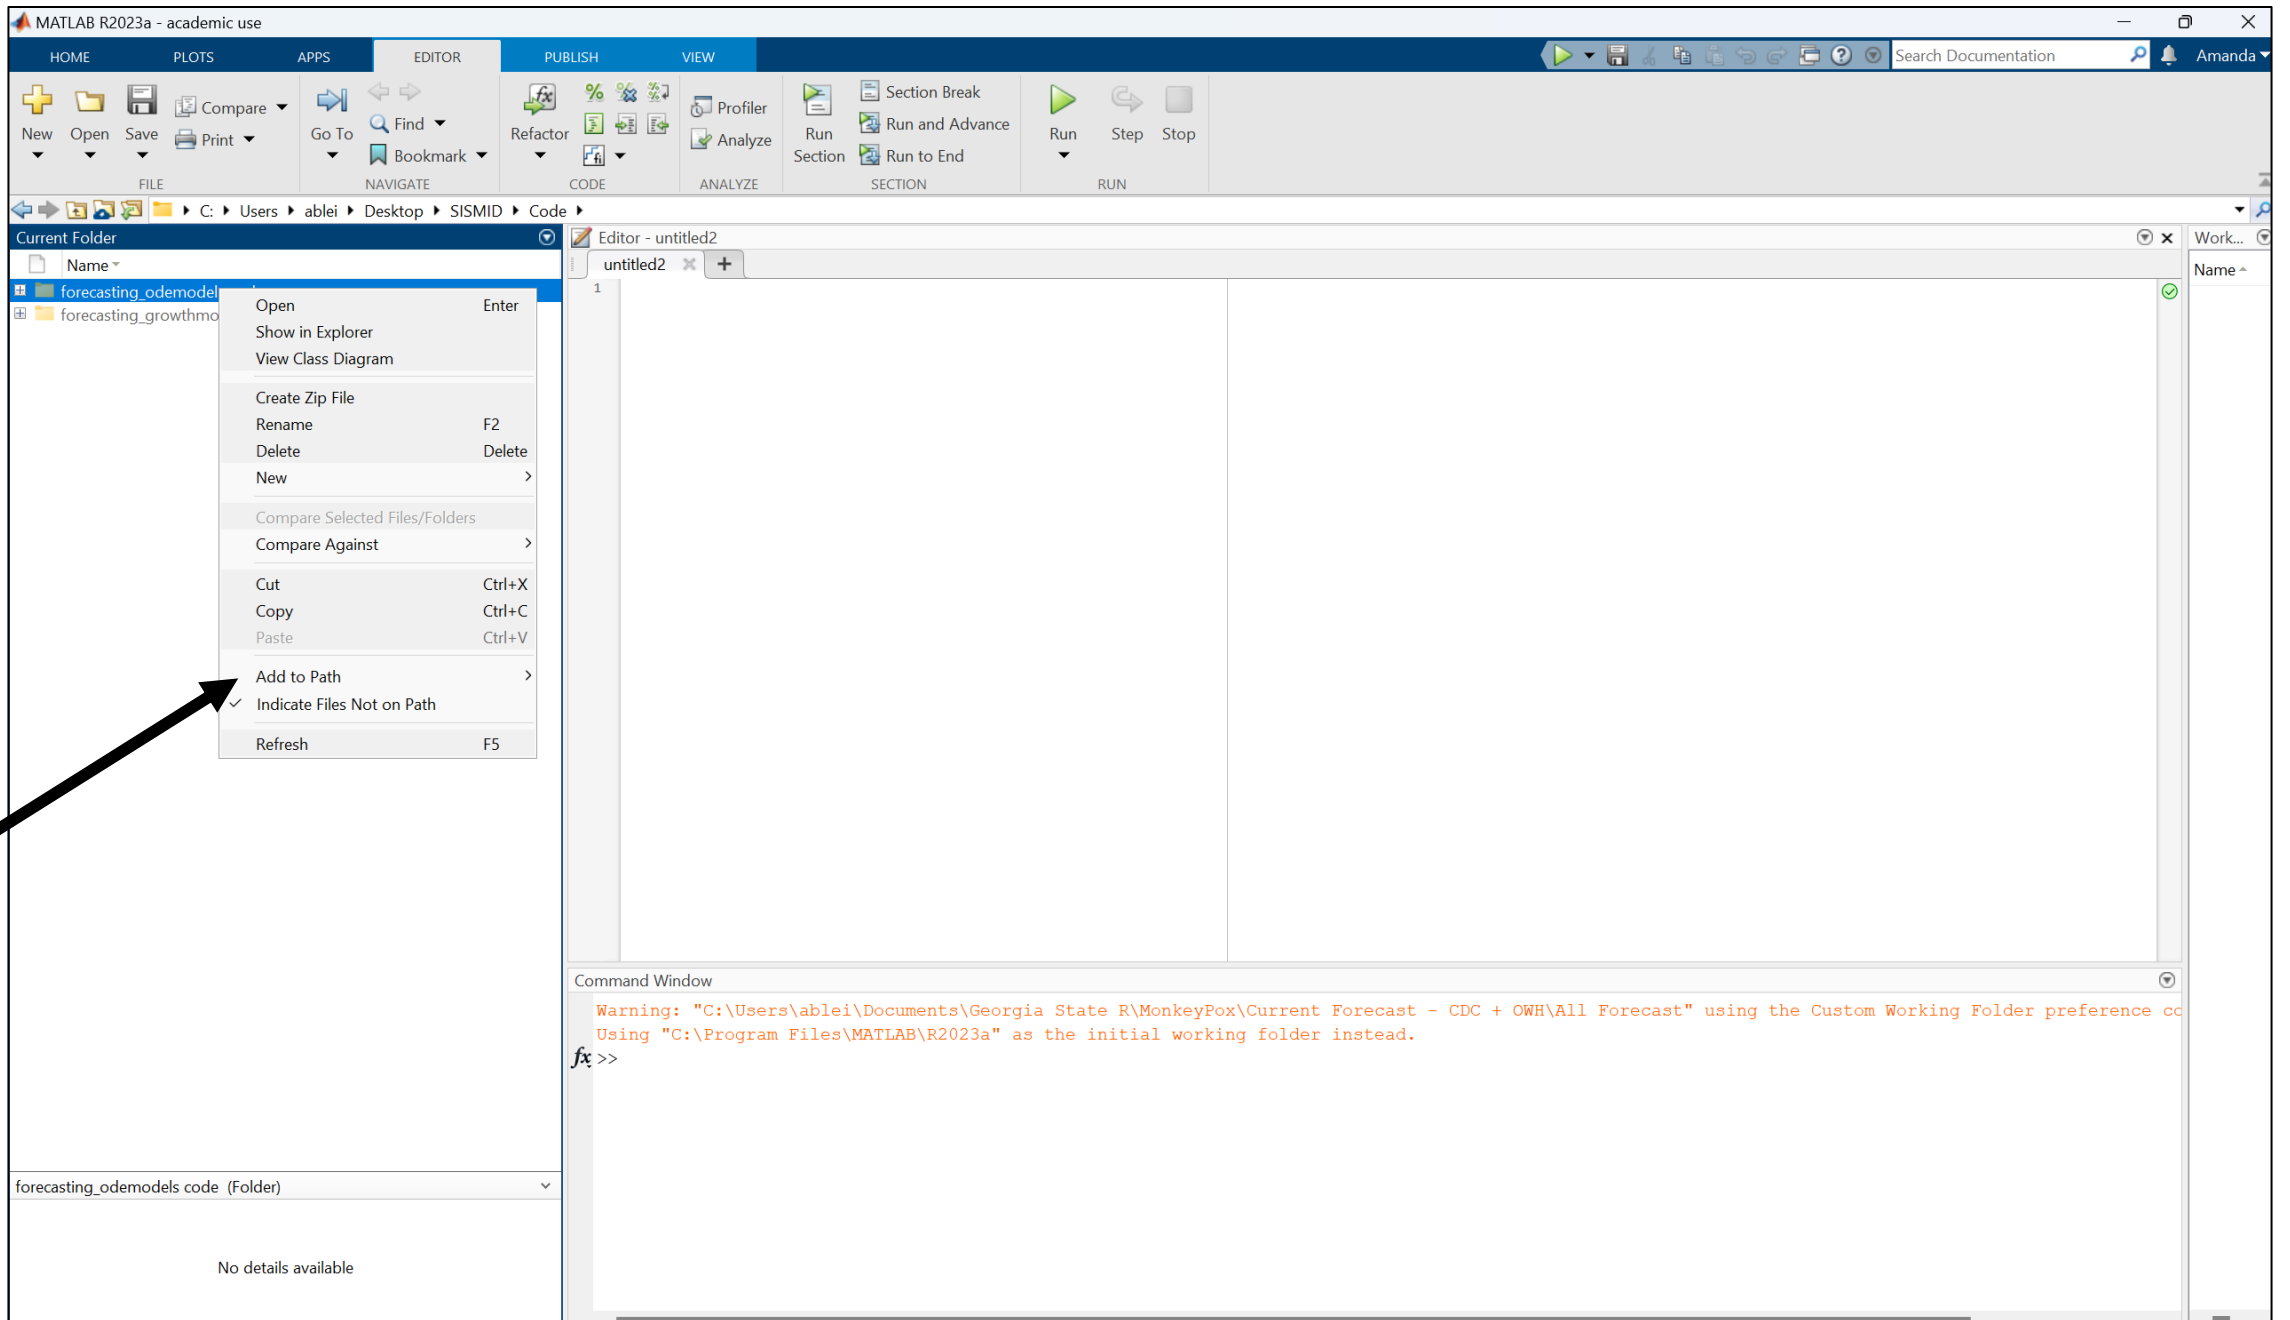 MATLAB R2023a - academic use
HOME PLOTS APPS EDITOR PUBLISH VIEW
Search Documentation
Amanda
New
Open
Save
Compare
Print
FILE
Go To
Find
Bookmark
NAVIGATE
Refactor
CODE
Profiler
Analyze
ANALYZE
Run
Section
Section Break
Run and Advance
Run to End
SECTION
Run
Step
Stop
RUN
C: Users ablei Desktop SISMID Code
Current Folder
Name
forecasting_odemodel
forecasting_growthmo
Open Enter
Show in Explorer
View Class Diagram
Create Zip File
Rename F2
Delete Delete
New
Compare Selected Files/Folders
Compare Against
Cut Ctrl+X
Copy Ctrl+C
Paste Ctrl+V
Add to Path
Indicate Files Not on Path
Refresh F5
forecasting_odemodels code (Folder)
No details available
Editor - untitled2
untitled2
1
Command Window
Warning: "C:\Users\ablei\Documents\Georgia State R\MonkeyPox\Current Forecast - CDC + OWH\All Forecast" using the Custom Working Folder preference co
Using "C:\Program Files\MATLAB\R2023a" as the initial working folder instead.
fx >>
Work...
Name